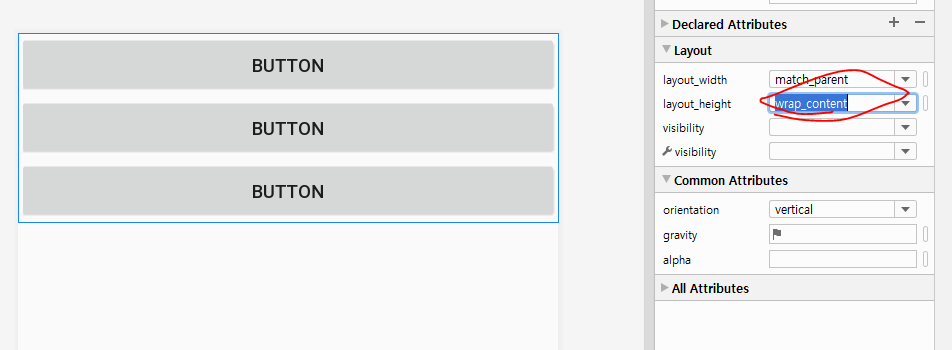 BUTTON
BUTTON
BUTTON
Declared Attributes + −
Layout
layout_width match_parent
layout_height wrap_content
visibility
visibility
Common Attributes
orientation vertical
gravity
alpha
All Attributes